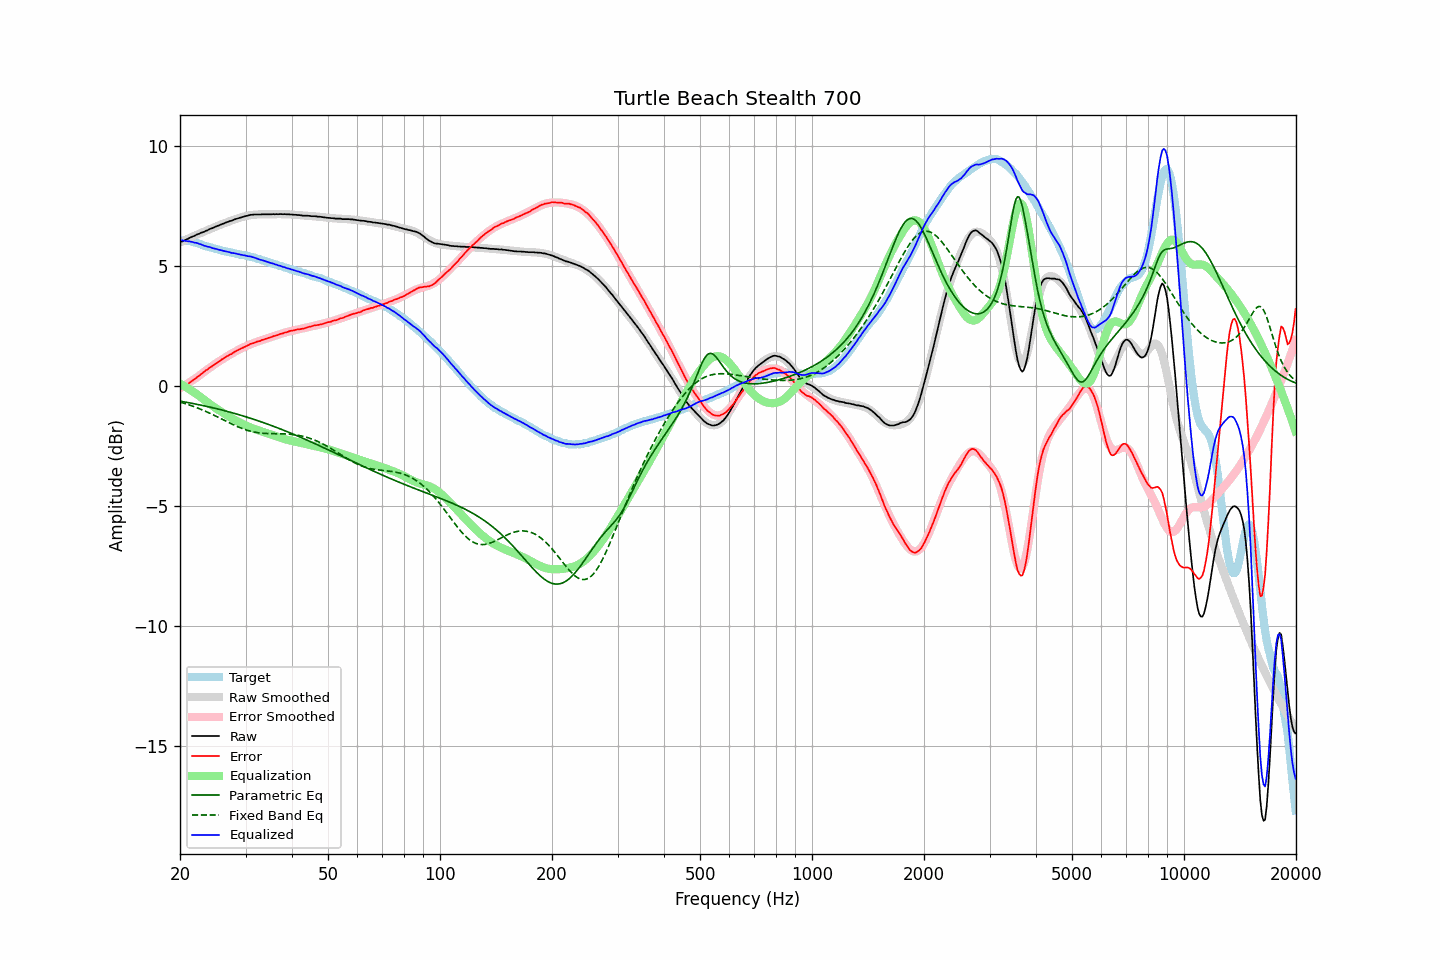 Turtle Beach Stealth 700
Amplitude (dBr)
10
5
0
−5
−10
−15
Target
Raw Smoothed
Error Smoothed
Raw
Error
Equalization
Parametric Eq
Fixed Band Eq
Equalized
20 50 100 200 500 1000 2000 5000 10000 20000
Frequency (Hz)